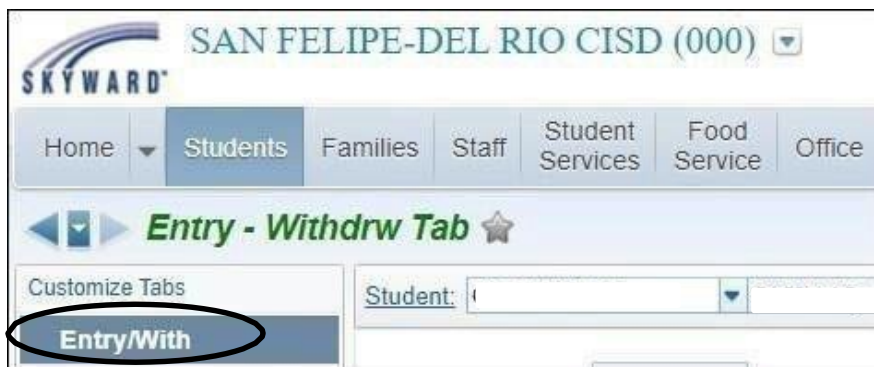 SAN FELIPE-DEL RIO CISD (000)
SKYWARD
Home Students Families Staff Student Services Food Service Office
Entry - Withdrw Tab
Customize Tabs
Student:
Entry/With